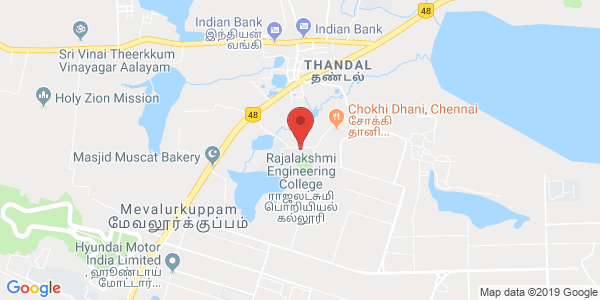 48
Indian Bank
இந்தியன்
வங்கி
Indian Bank
Sri Vinai Theerkkum
Vinayagar Aalayam
THANDAL
தண்டல்
Holy Zion Mission
48
Chokhi Dhani, Chennai
சோக்கி
தானி...
Masjid Muscat Bakery
Rajalakshmi
Engineering
College
ராஜலட்சுமி
பொறியியல்
கல்லூரி
Mevalurkuppam
மேவலூர்க்குப்பம்
Hyundai Motor
India Limited
, ஹூண்டாய்
மோட்டார்...
48
Google
Map data ©2019 Google